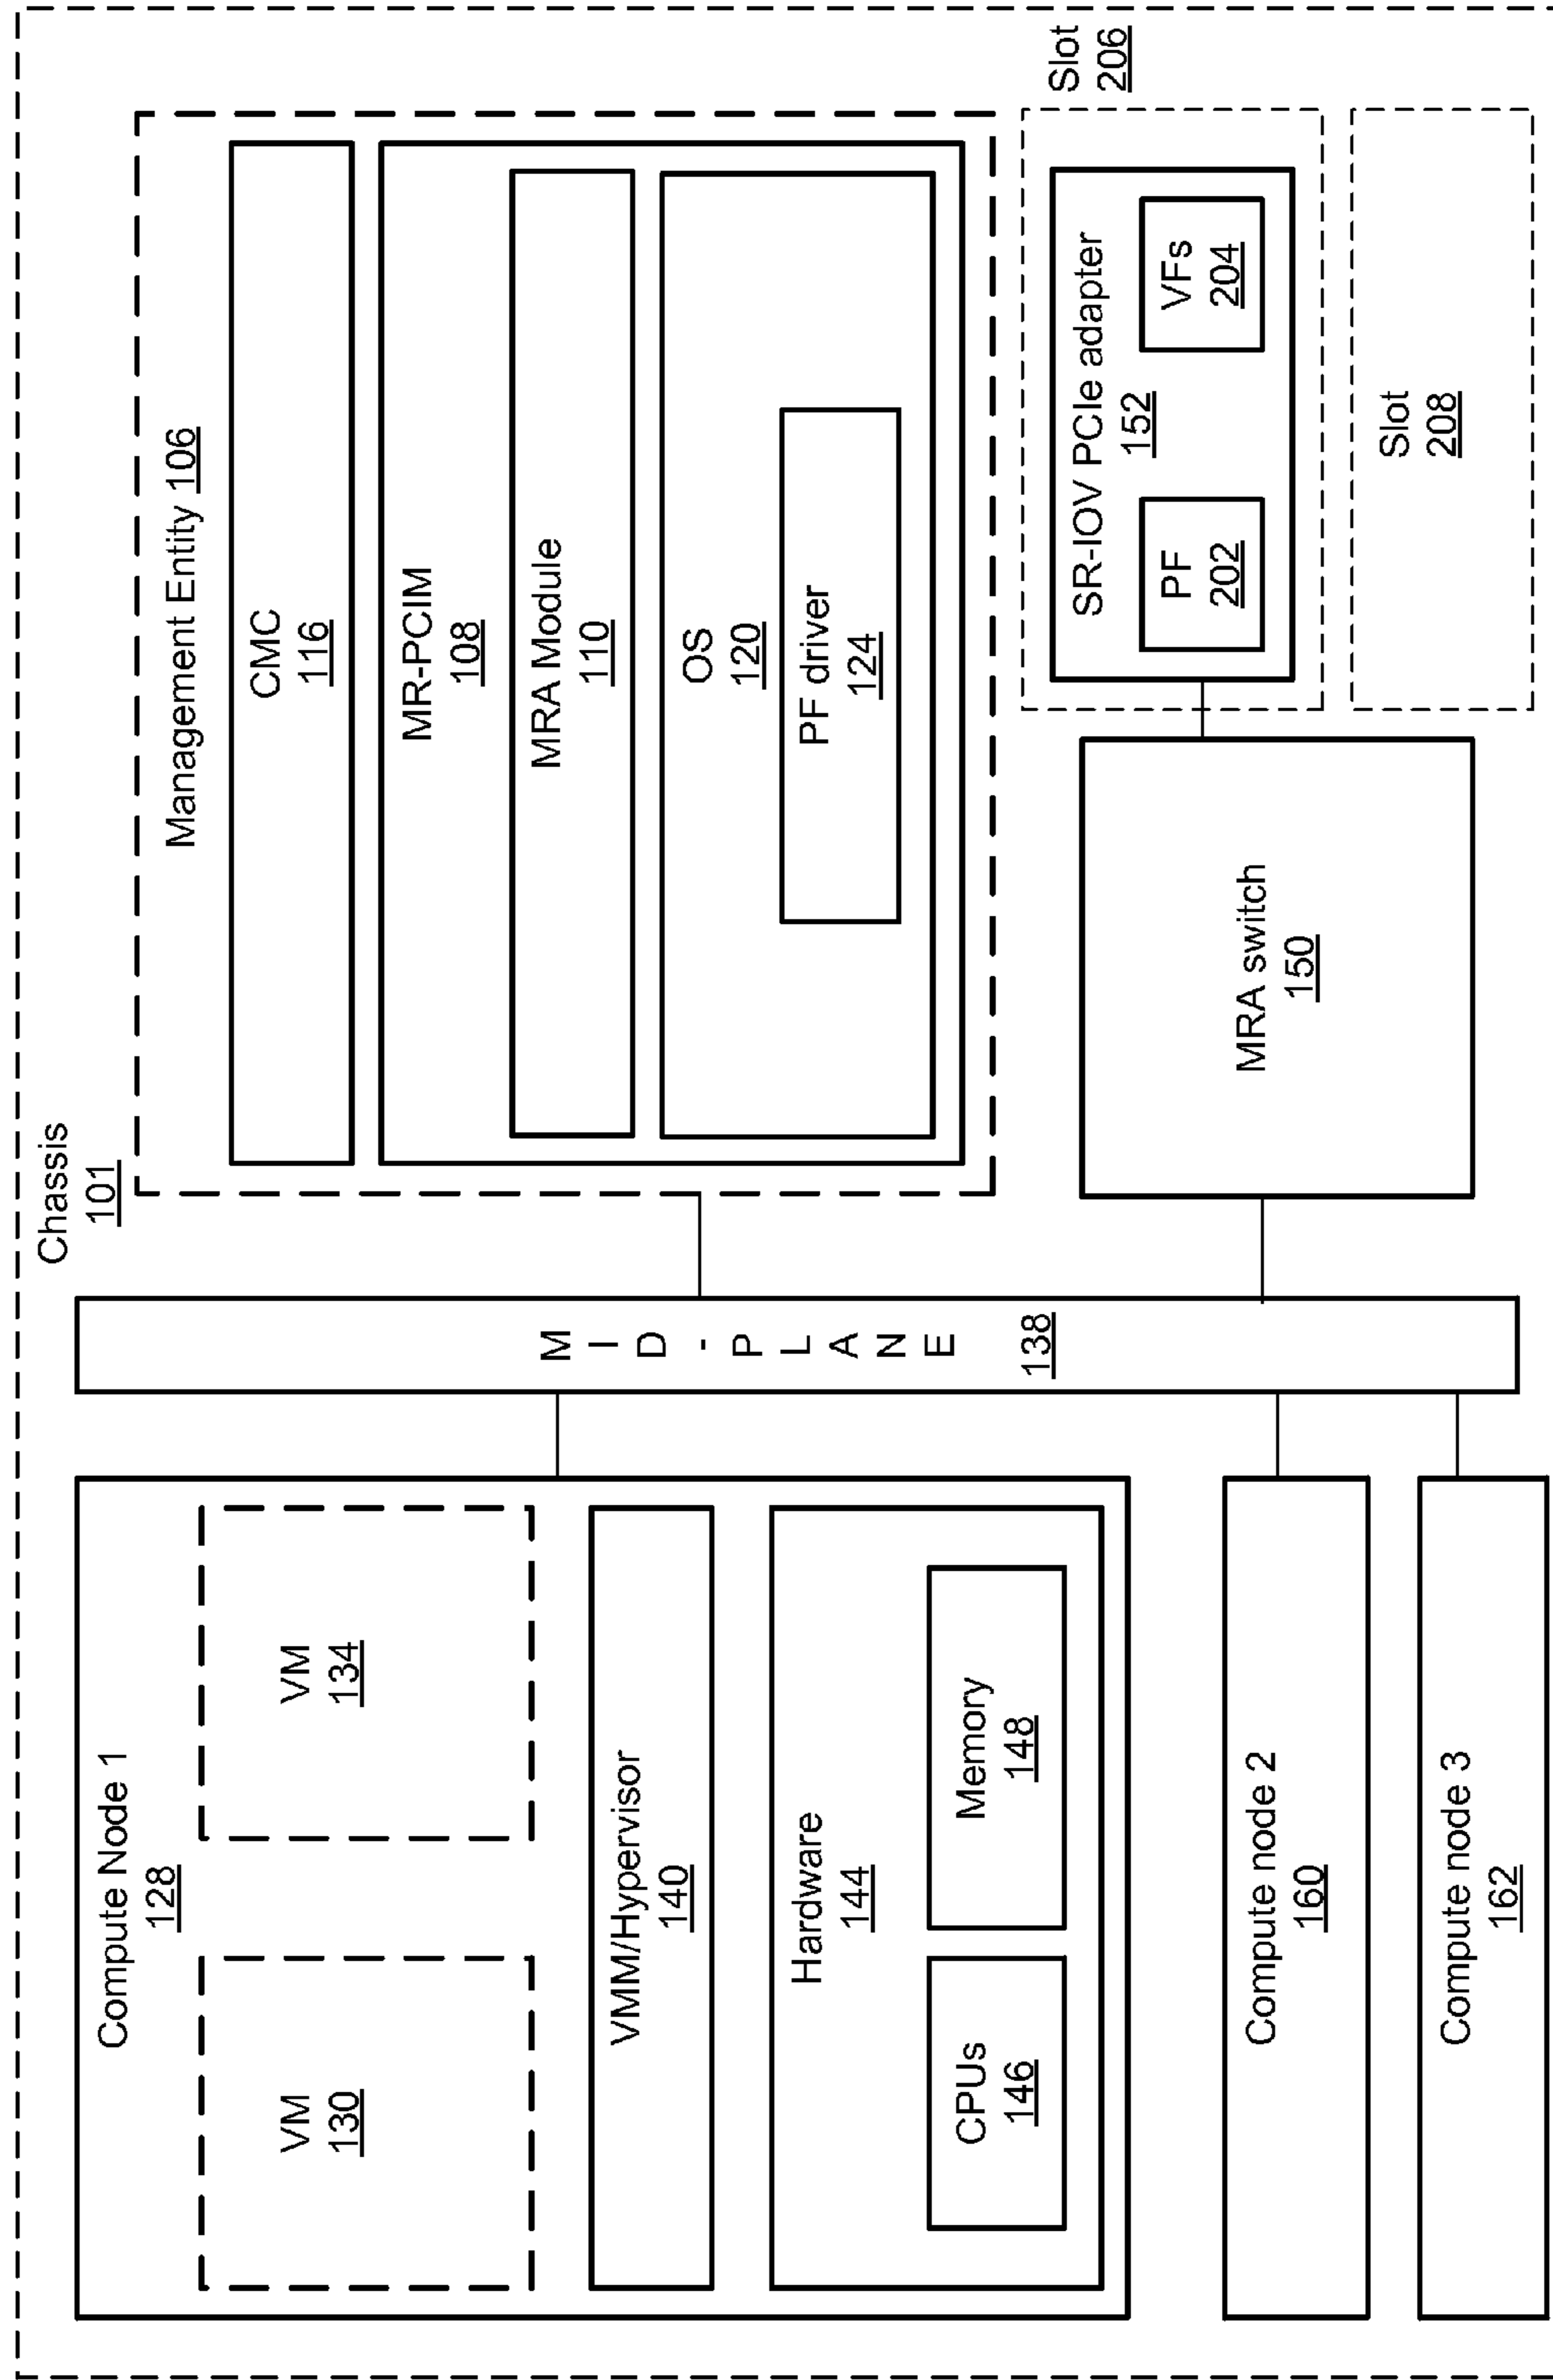 Chassis
101
Compute Node 1
128
VM
130
VM
134
VMM/Hypervisor
140
Hardware
144
CPUs
146
Memory
148
Compute node 2
160
Compute node 3
162
MID-PLANE
138
Management Entity 106
CMC
116
MR-PCIM
108
MRA Module
110
OS
120
PF driver
124
MRA switch
150
Slot
206
SR-IOV PCIe adapter
152
PF
202
VFs
204
Slot
208